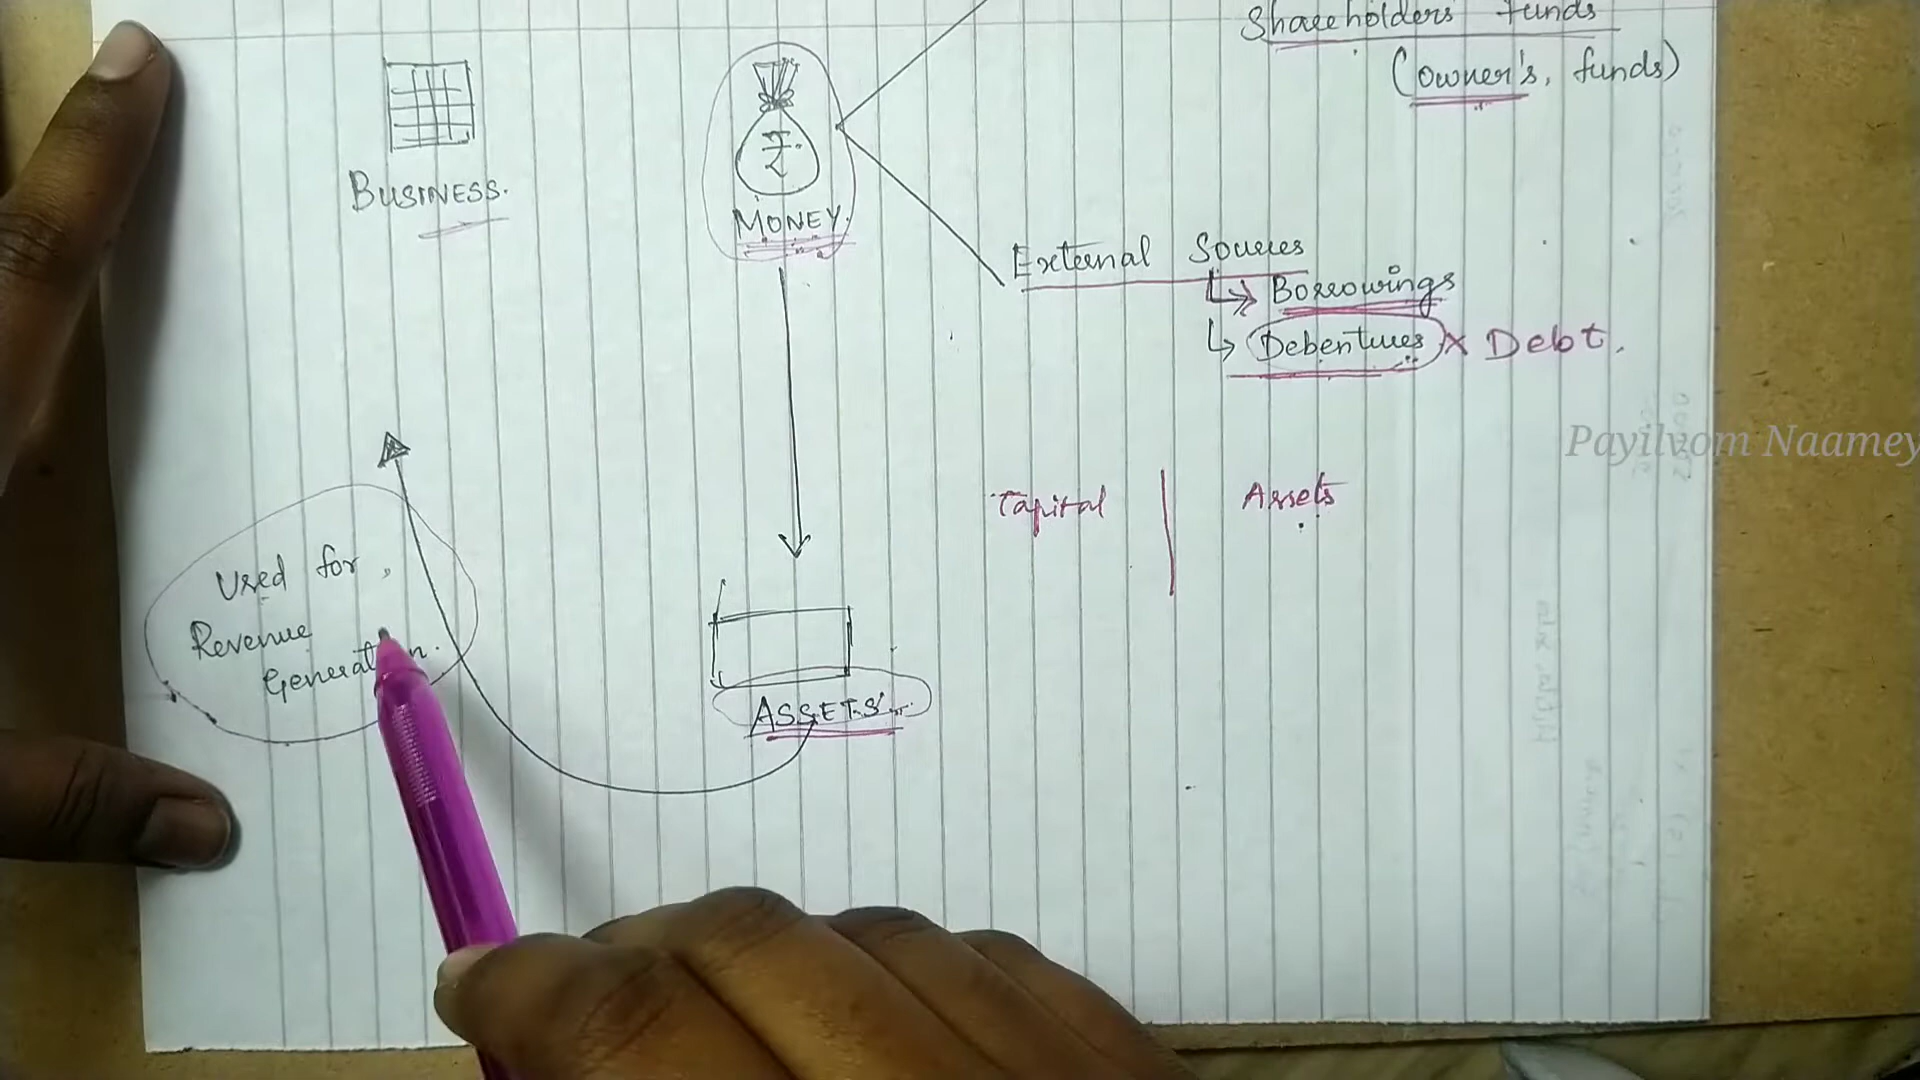 Shareholders' funds
(owner's, funds)
BUSINESS.
₹
MONEY.
External Sources
Borrowings
Debentures x Debt.
Payilvom Naamey
Capital | Assets
Used for,
Revenue
Generation.
ASSETS